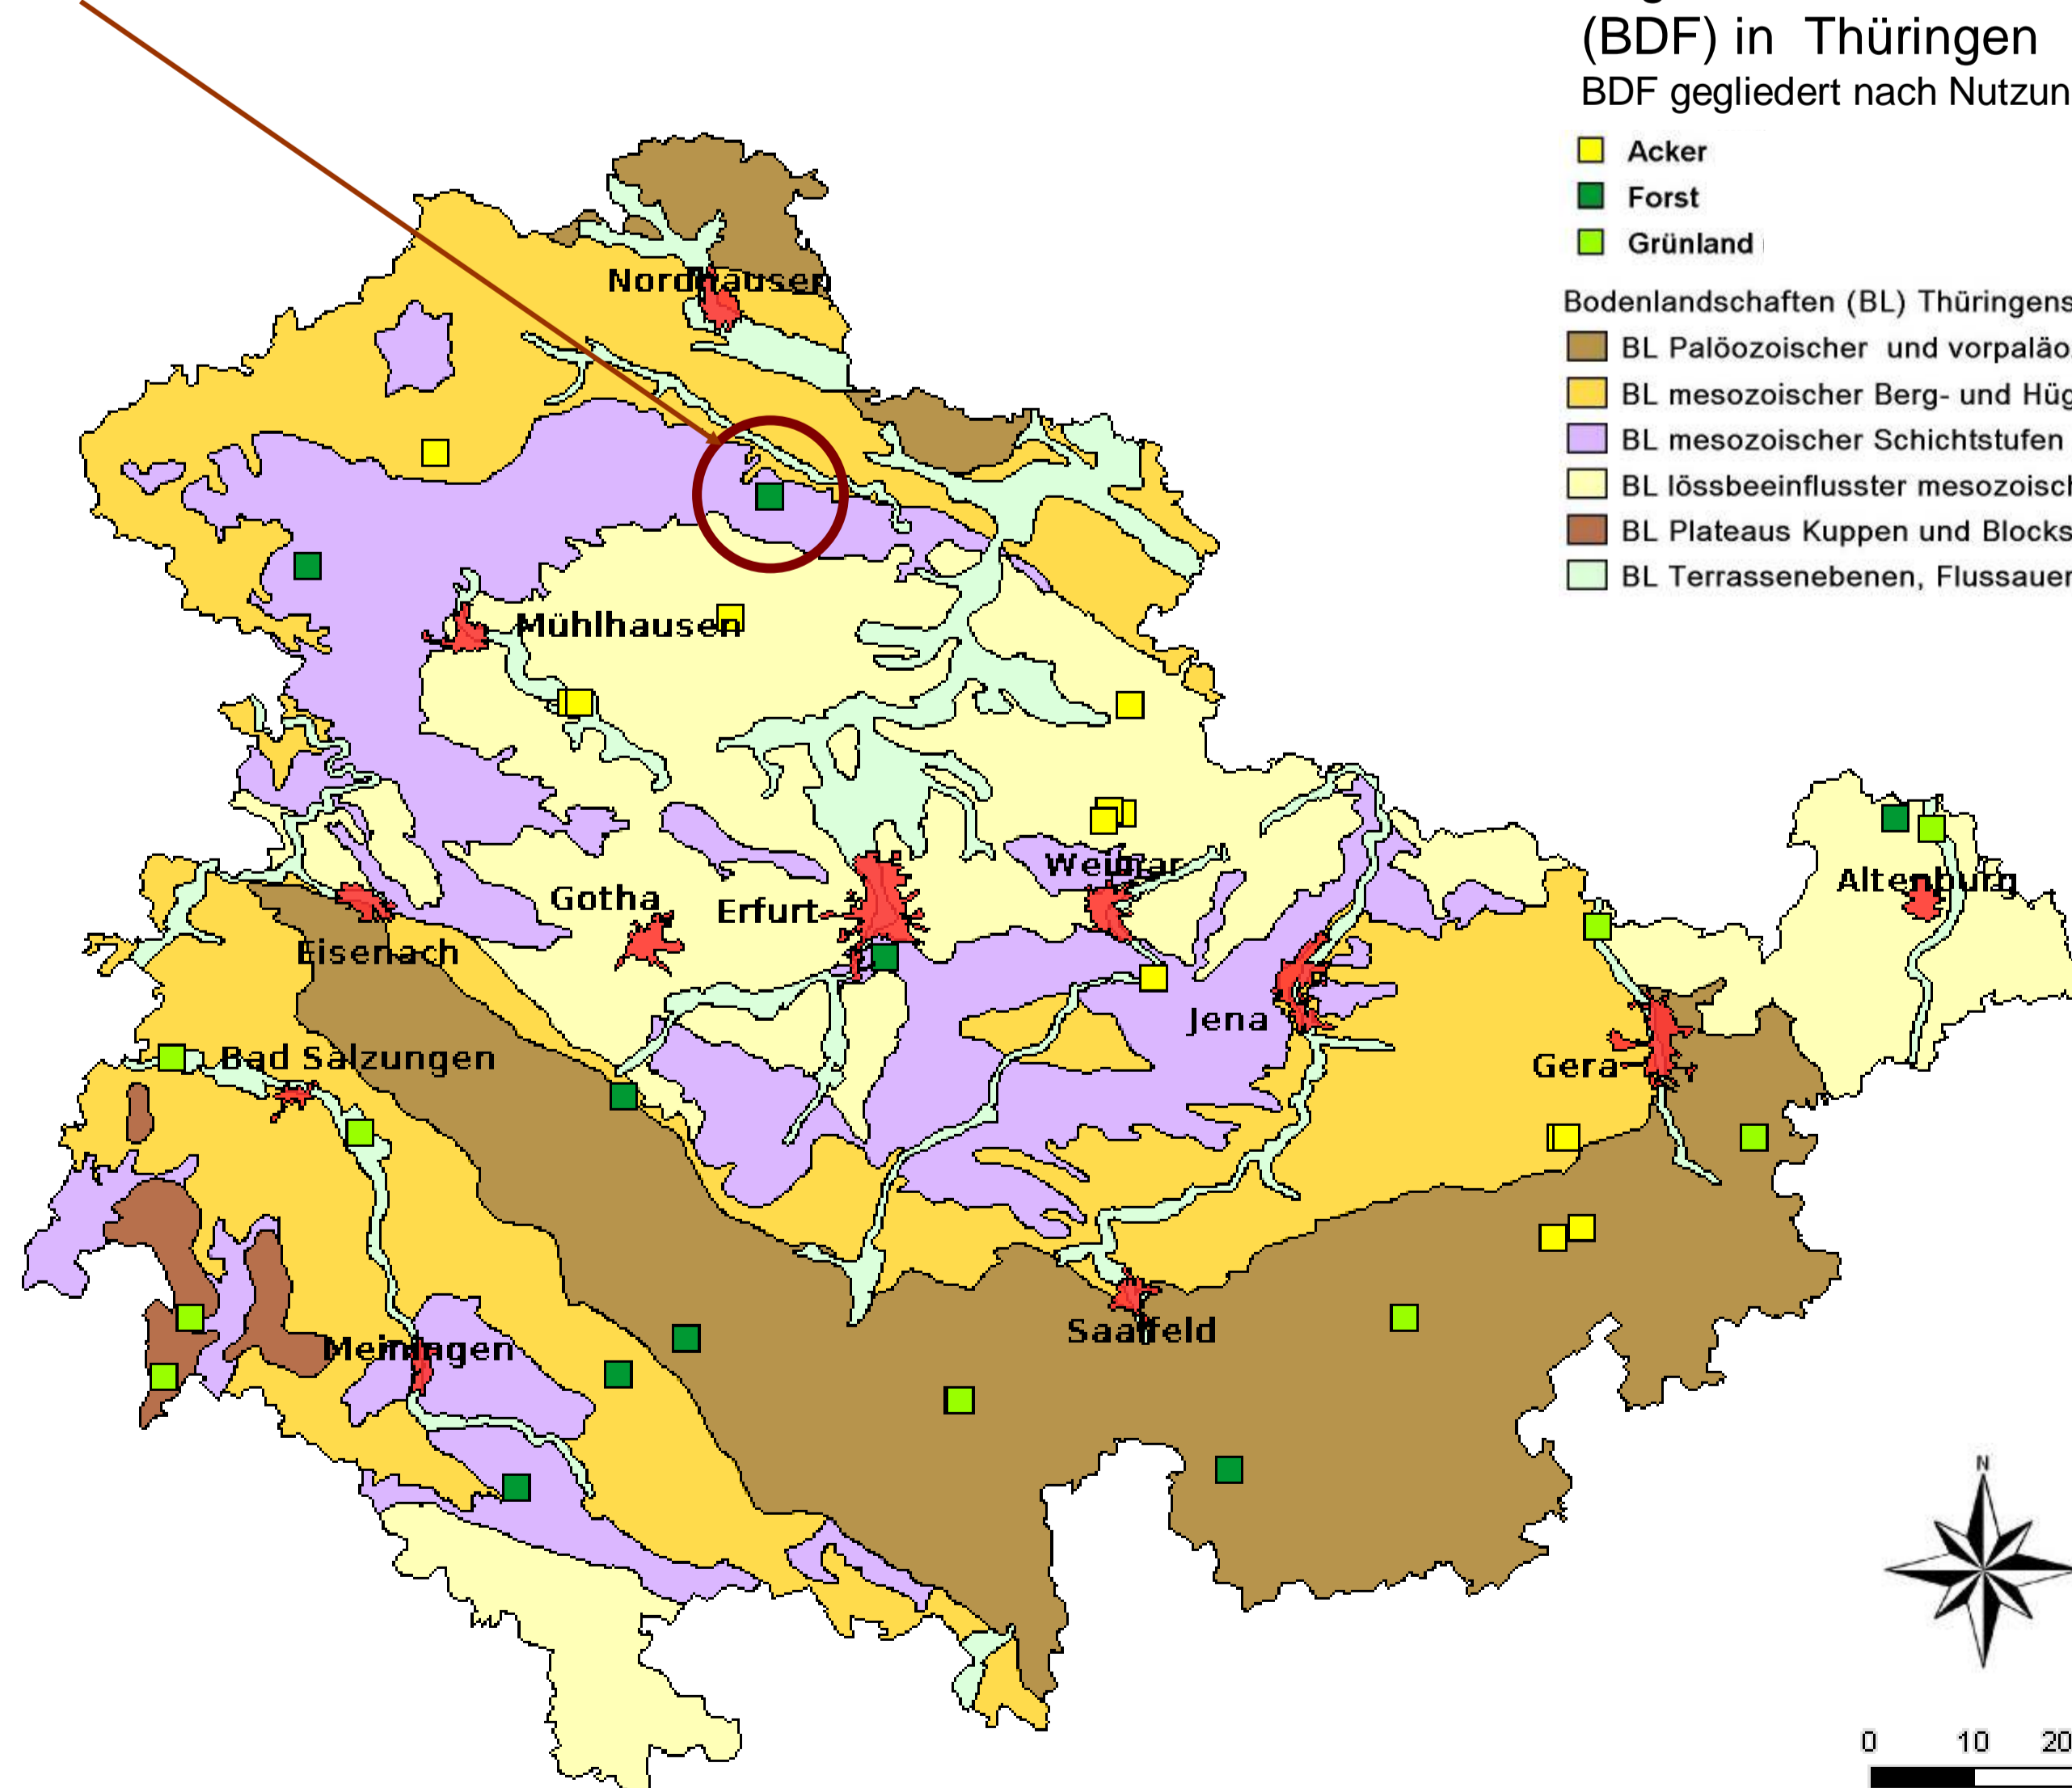 (BDF) in Thüringen
BDF gegliedert nach Nutzun
Acker
Forst
Grünland
Bodenlandschaften (BL) Thüringens
BL Palöozoischer und vorpaläo
BL mesozoischer Berg- und Hüg
BL mesozoischer Schichtstufen
BL lössbeeinflusster mesozoisch
BL Plateaus Kuppen und Blocks
BL Terrassenebenen, Flussauer
Nordhausen
Mühlhausen
Weimar
Altenburg
Gotha
Erfurt
Eisenach
Jena
Bad Salzungen
Gera
Saalfeld
Meiningen
N
0 10 20